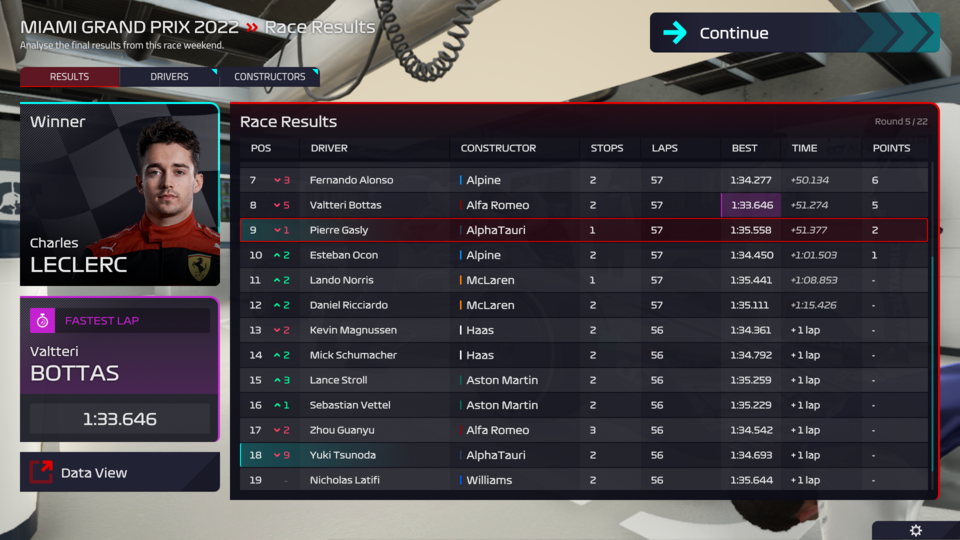 MIAMI GRAND PRIX 2022 » Race Results
Analyse the final results from this race weekend.
Continue
RESULTS DRIVERS CONSTRUCTORS
Winner
Charles
LECLERC
FASTEST LAP
Valtteri
BOTTAS
1:33.646
Data View
Race Results Round 5 / 22
POS DRIVER CONSTRUCTOR STOPS LAPS BEST TIME POINTS
7 3 Fernando Alonso Alpine 2 57 1:34.277 +50.134 6
8 5 Valtteri Bottas Alfa Romeo 2 57 1:33.646 +51.274 5
9 1 Pierre Gasly AlphaTauri 1 57 1:35.558 +51.377 2
10 2 Esteban Ocon Alpine 2 57 1:34.450 +1:01.503 1
11 2 Lando Norris McLaren 1 57 1:35.441 +1:08.853 -
12 2 Daniel Ricciardo McLaren 2 57 1:35.111 +1:15.426 -
13 2 Kevin Magnussen Haas 2 56 1:34.361 +1 lap -
14 2 Mick Schumacher Haas 2 56 1:34.792 +1 lap -
15 3 Lance Stroll Aston Martin 2 56 1:35.259 +1 lap -
16 1 Sebastian Vettel Aston Martin 2 56 1:35.229 +1 lap -
17 2 Zhou Guanyu Alfa Romeo 3 56 1:34.542 +1 lap -
18 9 Yuki Tsunoda AlphaTauri 2 56 1:34.693 +1 lap -
19 - Nicholas Latifi Williams 2 56 1:35.644 +1 lap -